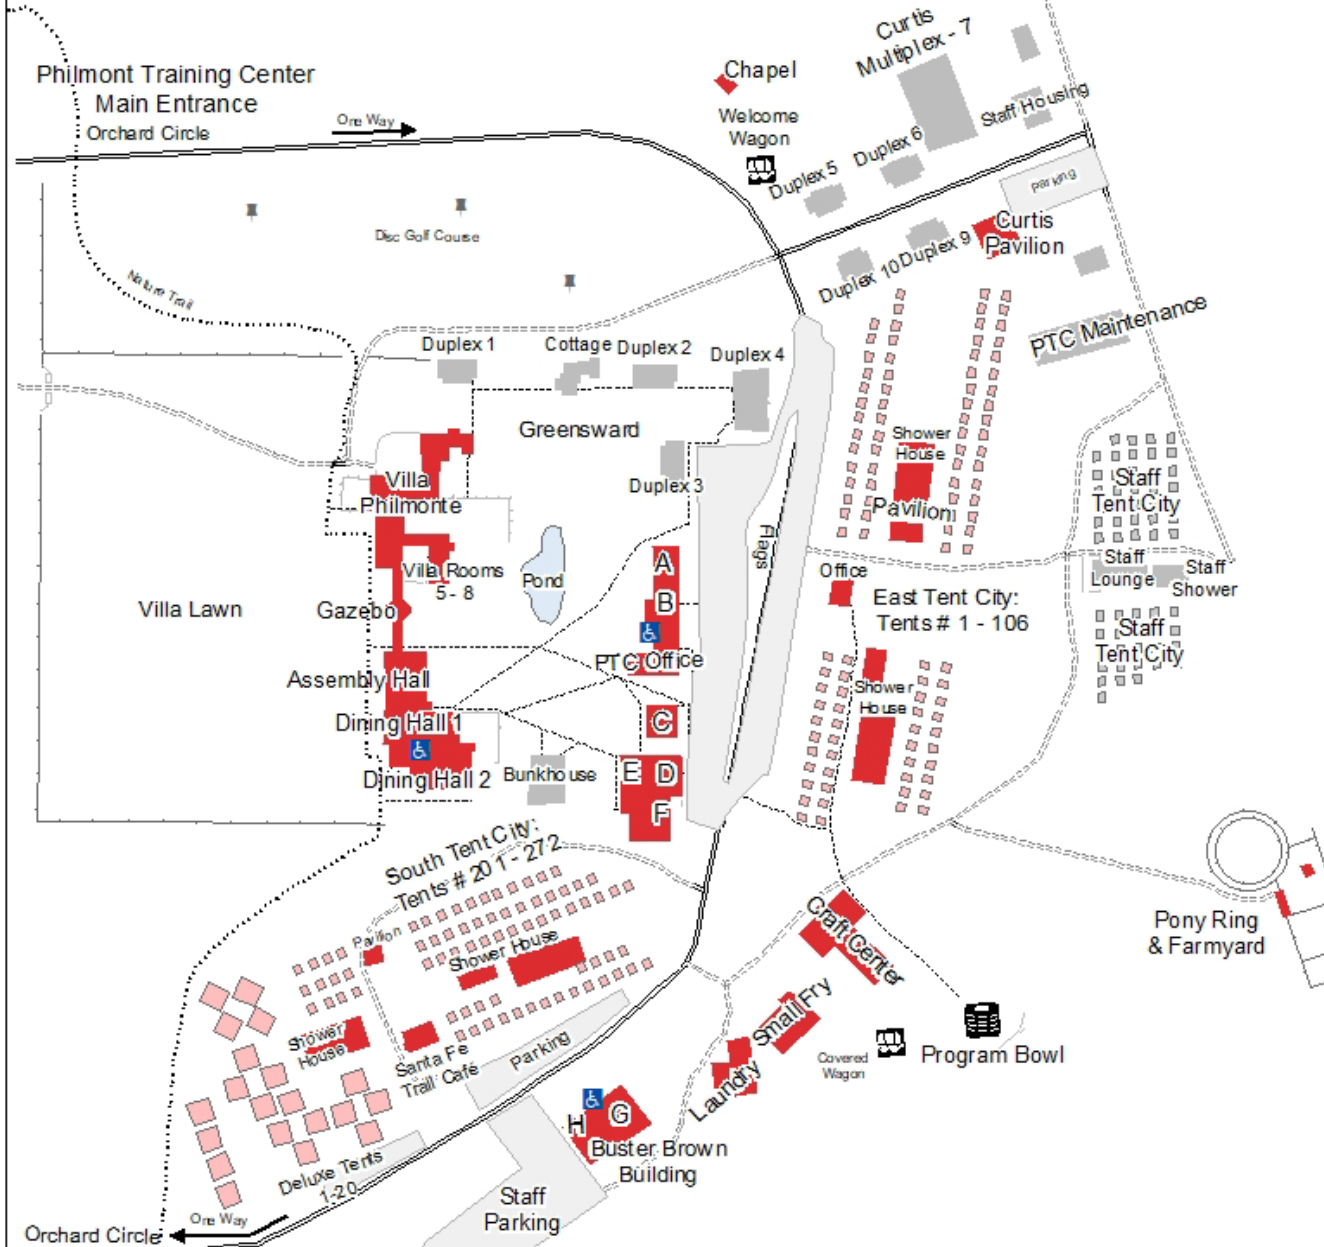 Philmont Training Center
Main Entrance
Orchard Circle
One Way
Chapel
Welcome
Wagon
Curtis
Multiplex - 7
Staff Housing
Duplex 5
Duplex 6
Parking
Curtis
Pavilion
Duplex 9
Duplex 10
PTC Maintenance
Disc Golf Course
Nature Trail
Duplex 1
Cottage
Duplex 2
Duplex 4
Greensward
Duplex 3
Villa
Philmonte
Villa Rooms
5 - 8
Pond
Villa Lawn
Gazebo
Flags
Shower
House
Pavilion
Staff
Tent City
Staff
Lounge
Staff
Shower
Staff
Tent City
Office
East Tent City:
Tents # 1 - 106
A
B
PTC Office
Assembly Hall
Dining Hall 1
Dining Hall 2
Bunkhouse
C
E
D
F
Shower
House
South Tent City:
Tents # 201 - 272
Pavilion
Shower House
Shower
House
Santa Fe
Trail Café
Parking
Deluxe Tents
1-20
One Way
Orchard Circle
Staff
Parking
H
G
Buster Brown
Building
Laundry
Small Fry
Craft Center
Covered
Wagon
Program Bowl
Pony Ring
& Farmyard